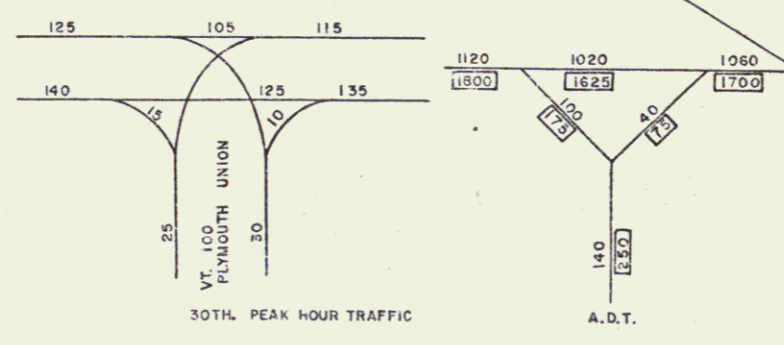 125 105 115
140 125 135
15 10
25 VT. 100 PLYMOUTH UNION 30
30TH. PEAK HOUR TRAFFIC
1120 1020 1060
1800 1625 1700
100 40
175 75
140 250
A.D.T.